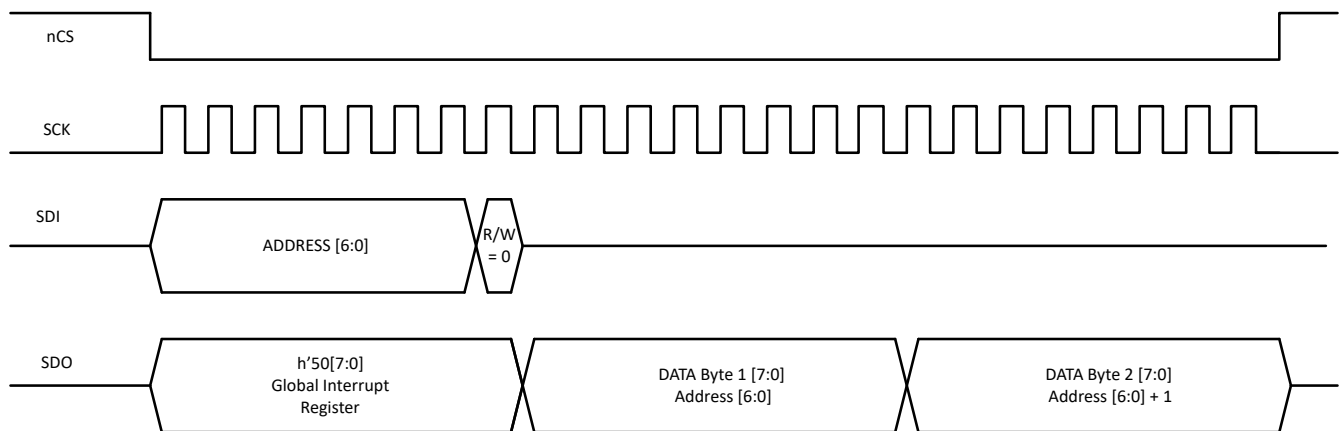 nCS
SCK
SDI
ADDRESS [6:0]
R/W
= 0
SDO
h’50[7:0]
Global Interrupt
Register
DATA Byte 1 [7:0]
Address [6:0]
DATA Byte 2 [7:0]
Address [6:0] + 1